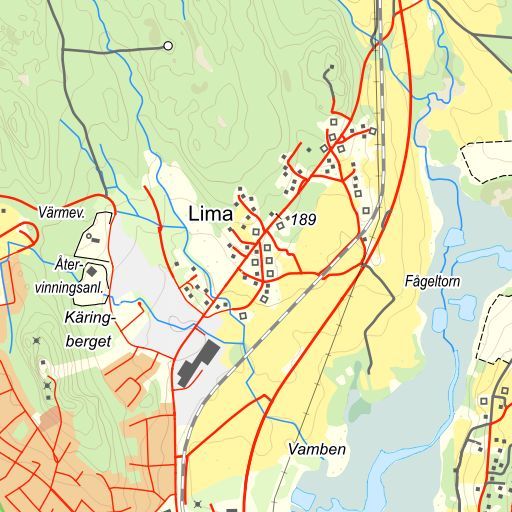 Värmev.
Lima
189
Åter-
vinningsanl.
Fågeltorn
Käring-
berget
Vamben